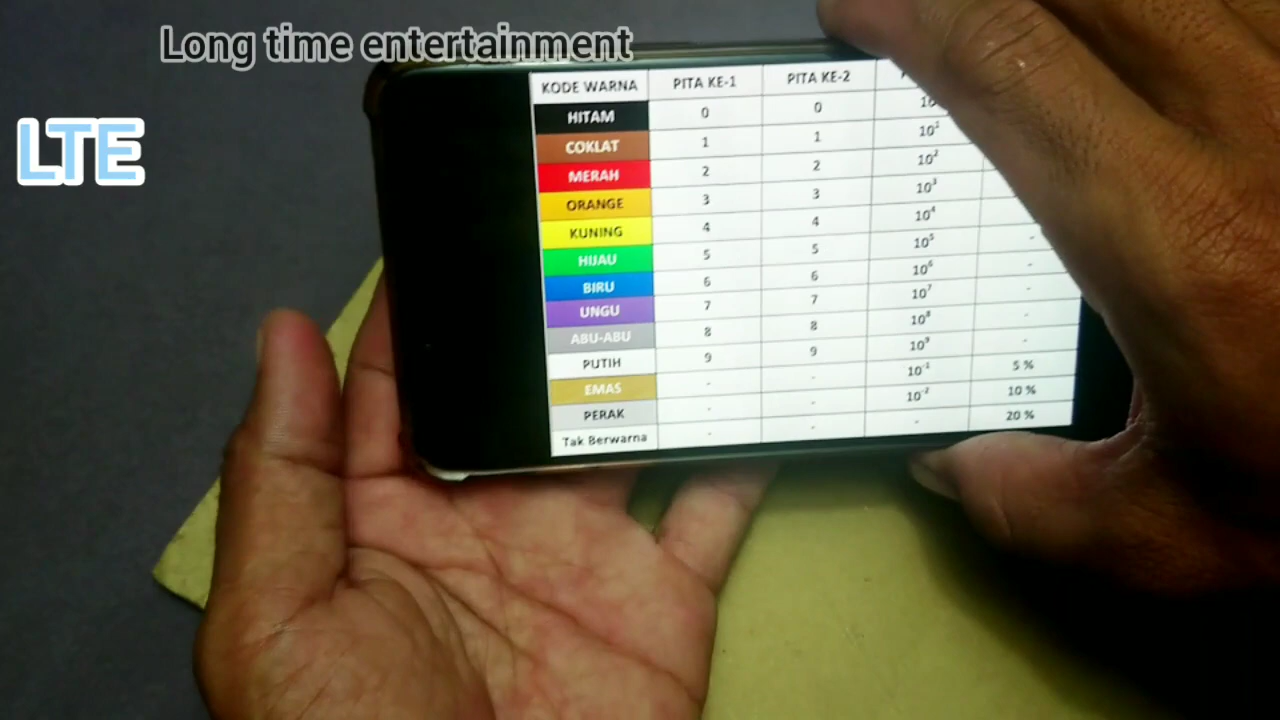 Long time entertainment
LTE
KODE WARNA PITA KE-1 PITA KE-2
HITAM 0 0
COKLAT 1 1 10¹
MERAH 2 2 10²
ORANGE 3 3 10³
KUNING 4 4 10⁴
HIJAU 5 5 10⁵ -
BIRU 6 6 10⁶ -
UNGU 7 7 10⁷ -
ABU-ABU 8 8 10⁸ -
PUTIH 9 9 10⁹ -
EMAS - - 10⁻¹ 5 %
PERAK - - 10⁻² 10 %
Tak Berwarna - - - 20 %